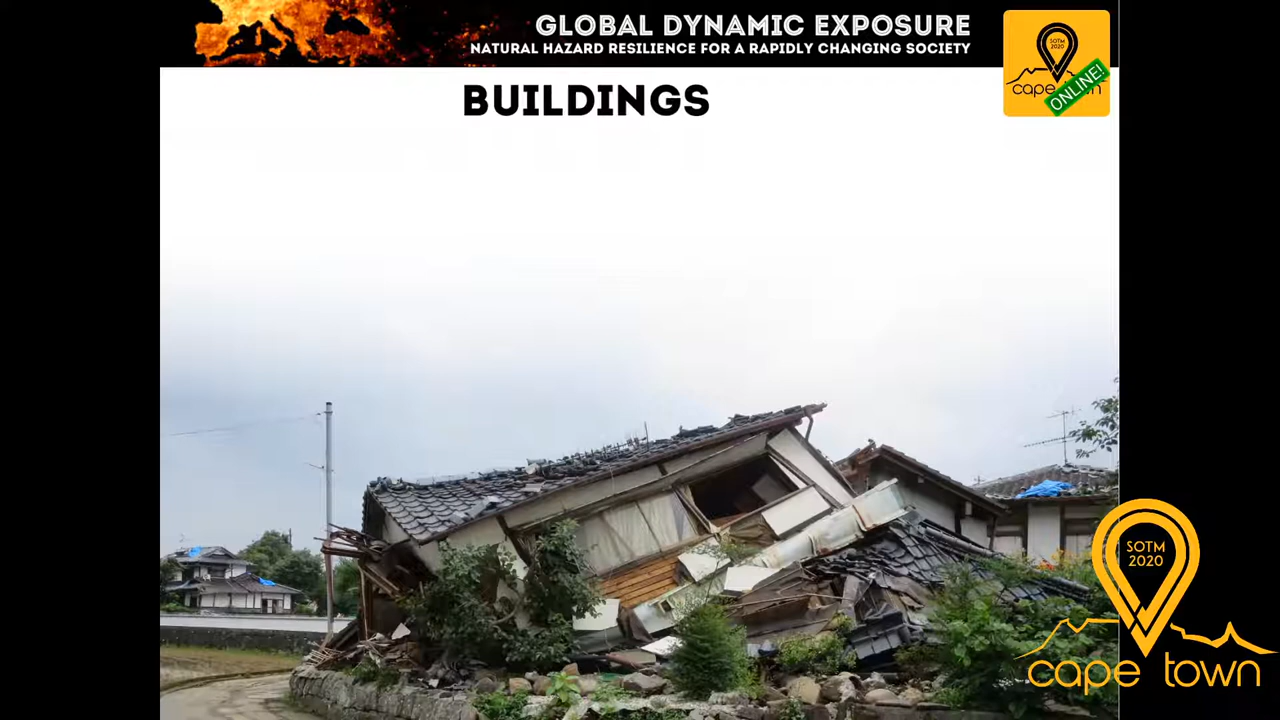 GLOBAL DYNAMIC EXPOSURE
NATURAL HAZARD RESILIENCE FOR A RAPIDLY CHANGING SOCIETY
SOTM
2020
cape town
ONLINE!
BUILDINGS
SOTM
2020
cape town